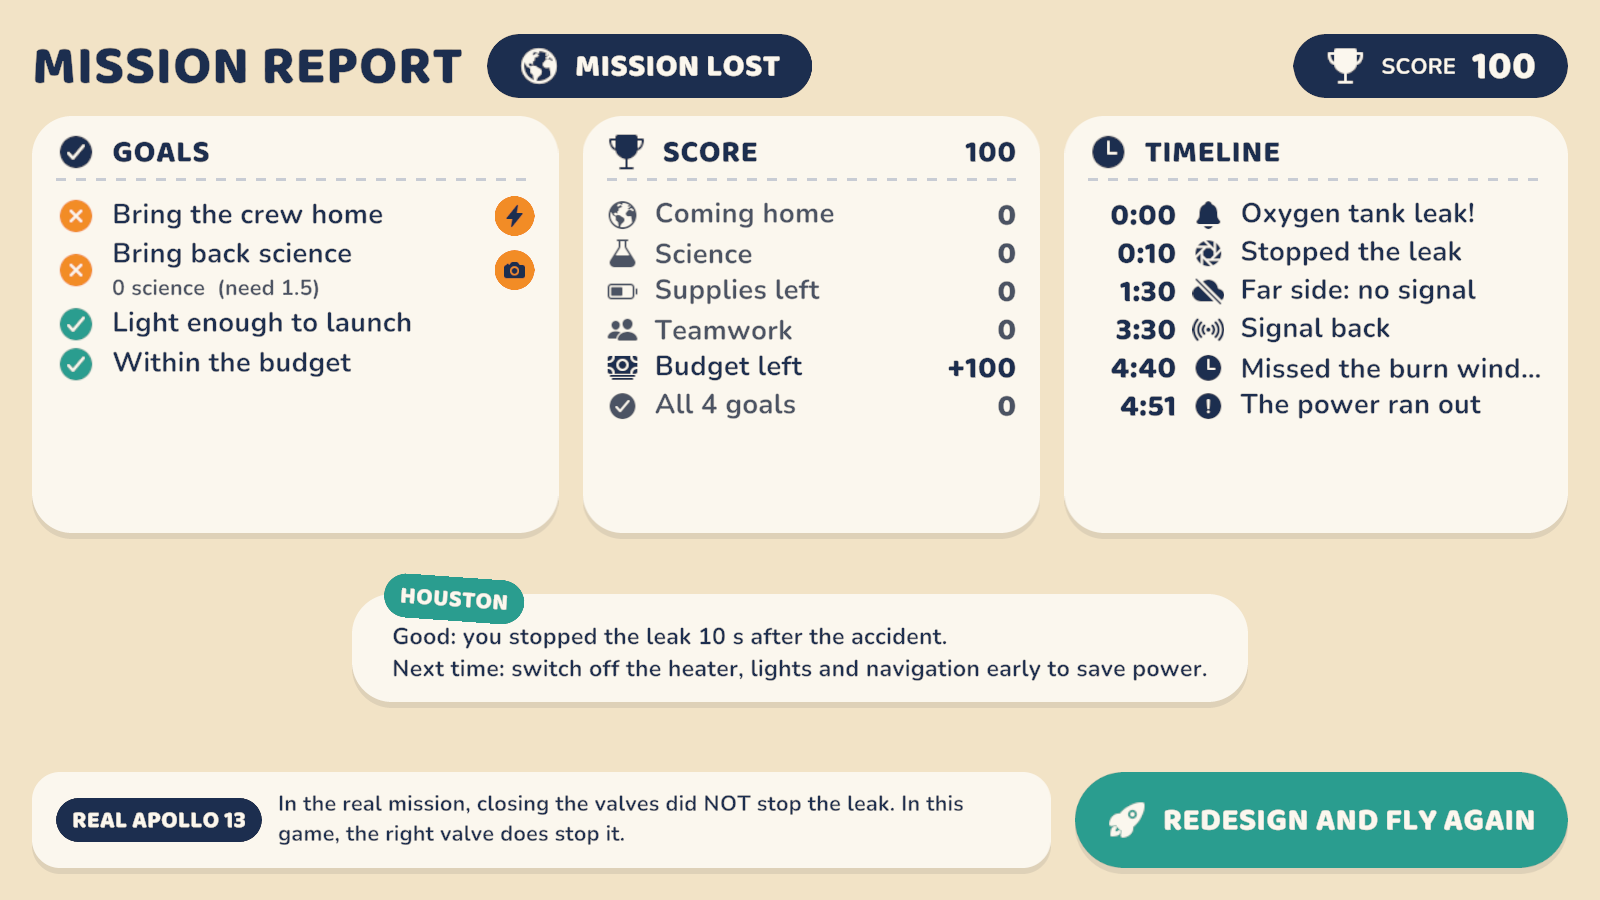 MISSION REPORT
MISSION LOST
SCORE 100
GOALS
Bring the crew home
Bring back science
0 science (need 1.5)
Light enough to launch
Within the budget
SCORE 100
Coming home 0
Science 0
Supplies left 0
Teamwork 0
Budget left +100
All 4 goals 0
TIMELINE
0:00 Oxygen tank leak!
0:10 Stopped the leak
1:30 Far side: no signal
3:30 Signal back
4:40 Missed the burn wind...
4:51 The power ran out
HOUSTON
Good: you stopped the leak 10 s after the accident.
Next time: switch off the heater, lights and navigation early to save power.
REAL APOLLO 13
In the real mission, closing the valves did NOT stop the leak. In this
game, the right valve does stop it.
REDESIGN AND FLY AGAIN